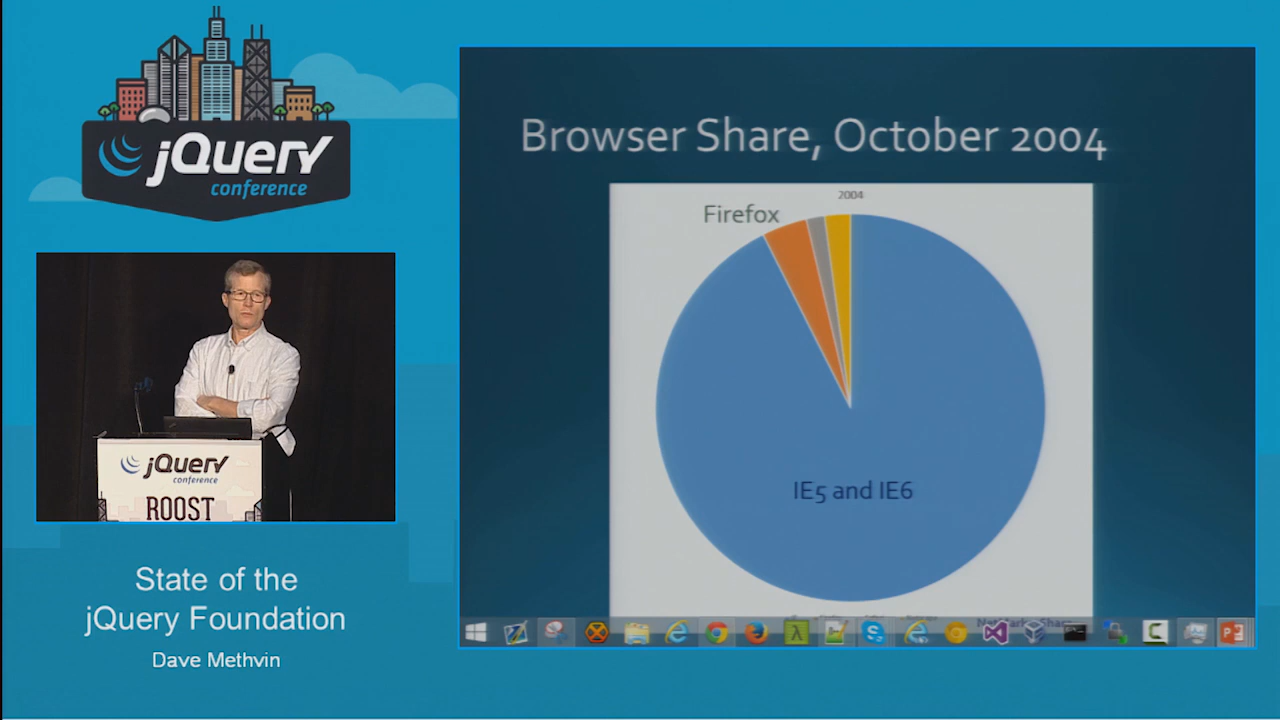 jQuery
conference
jQuery
conference
ROOST
State of the
jQuery Foundation
Dave Methvin
Browser Share, October 2004
2004
Firefox
IE5 and IE6